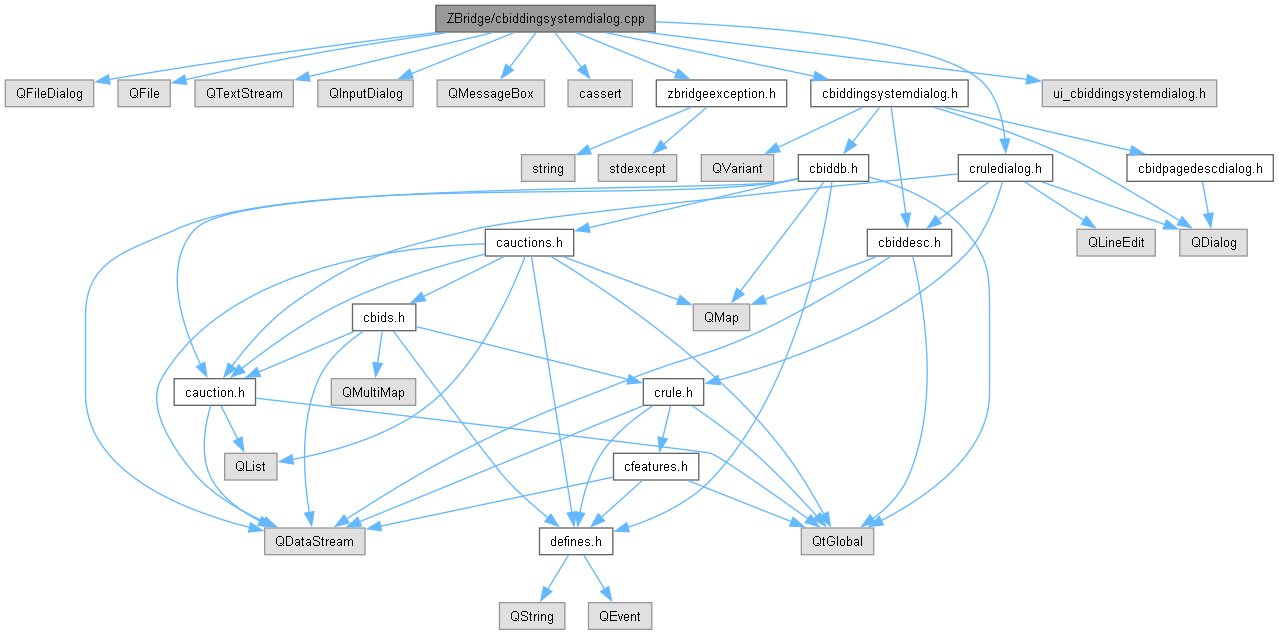 ZBridge/cbiddingsystemdialog.cpp
QFileDialog
QFile
QTextStream
QInputDialog
QMessageBox
cassert
zbridgeexception.h
cbiddingsystemdialog.h
ui_cbiddingsystemdialog.h
string
stdexcept
QVariant
cbiddb.h
cruledialog.h
cbidpagedescdialog.h
cauctions.h
cbiddesc.h
QLineEdit
QDialog
cbids.h
QMap
cauction.h
QMultiMap
crule.h
QList
cfeatures.h
QDataStream
defines.h
QtGlobal
QString
QEvent